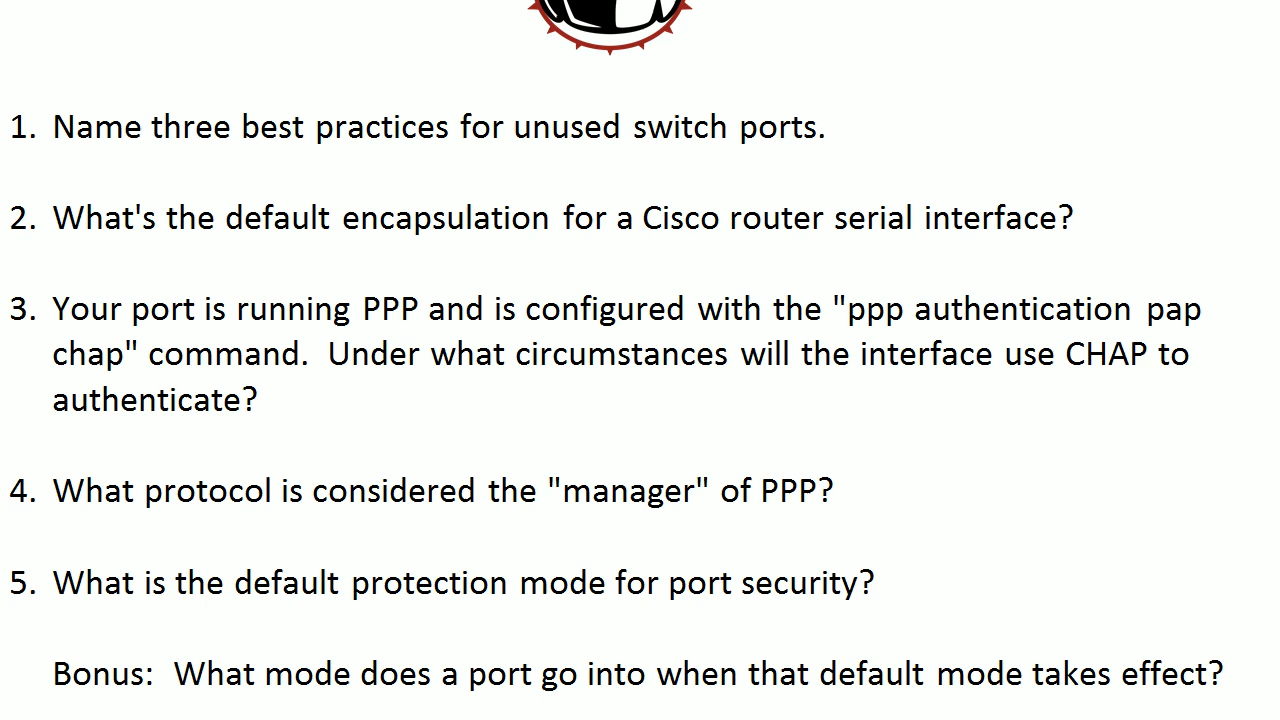 1. Name three best practices for unused switch ports.
2. What's the default encapsulation for a Cisco router serial interface?
3. Your port is running PPP and is configured with the "ppp authentication pap
chap" command.  Under what circumstances will the interface use CHAP to
authenticate?
4. What protocol is considered the "manager" of PPP?
5. What is the default protection mode for port security?
Bonus:  What mode does a port go into when that default mode takes effect?